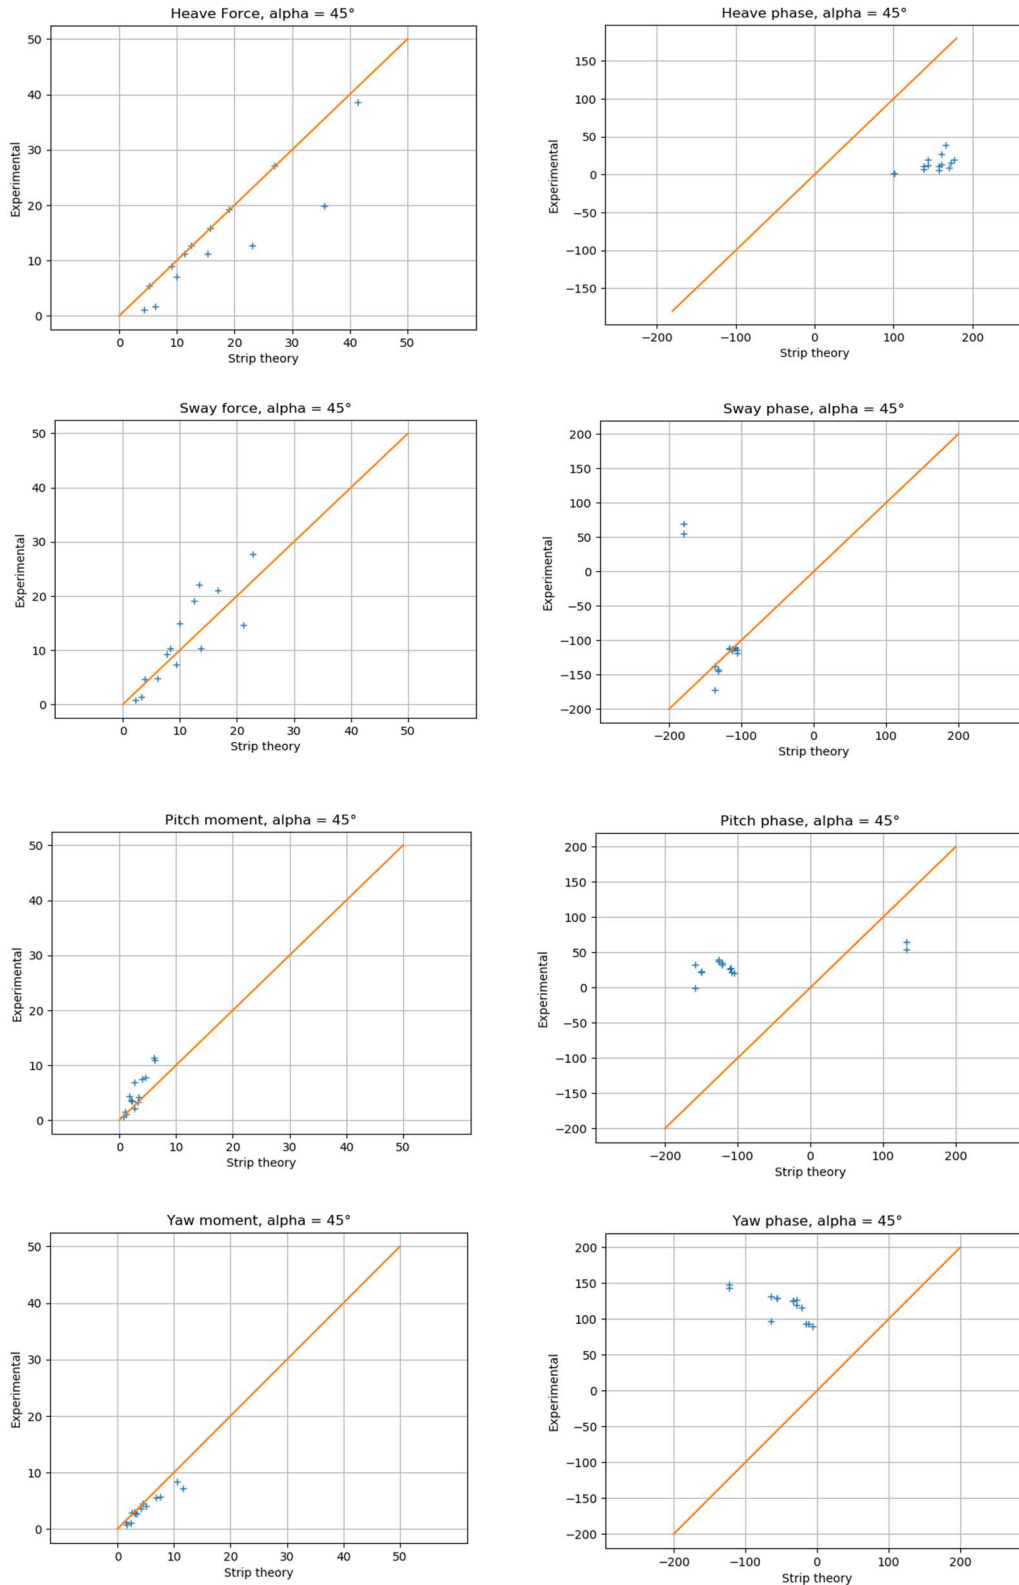 Heave Force, alpha = 45°
50
40
30
20
10
0
Experimental
0 10 20 30 40 50
Strip theory
Heave phase, alpha = 45°
150
100
50
0
−50
−100
−150
Experimental
−200 −100 0 100 200
Strip theory
Sway force, alpha = 45°
50
40
30
20
10
0
Experimental
0 10 20 30 40 50
Strip theory
Sway phase, alpha = 45°
200
150
100
50
0
−50
−100
−150
−200
Experimental
−200 −100 0 100 200
Strip theory
Pitch moment, alpha = 45°
50
40
30
20
10
0
Experimental
0 10 20 30 40 50
Strip theory
Pitch phase, alpha = 45°
200
150
100
50
0
−50
−100
−150
−200
Experimental
−200 −100 0 100 200
Strip theory
Yaw moment, alpha = 45°
50
40
30
20
10
0
Experimental
0 10 20 30 40 50
Strip theory
Yaw phase, alpha = 45°
200
150
100
50
0
−50
−100
−150
−200
Experimental
−200 −100 0 100 200
Strip theory